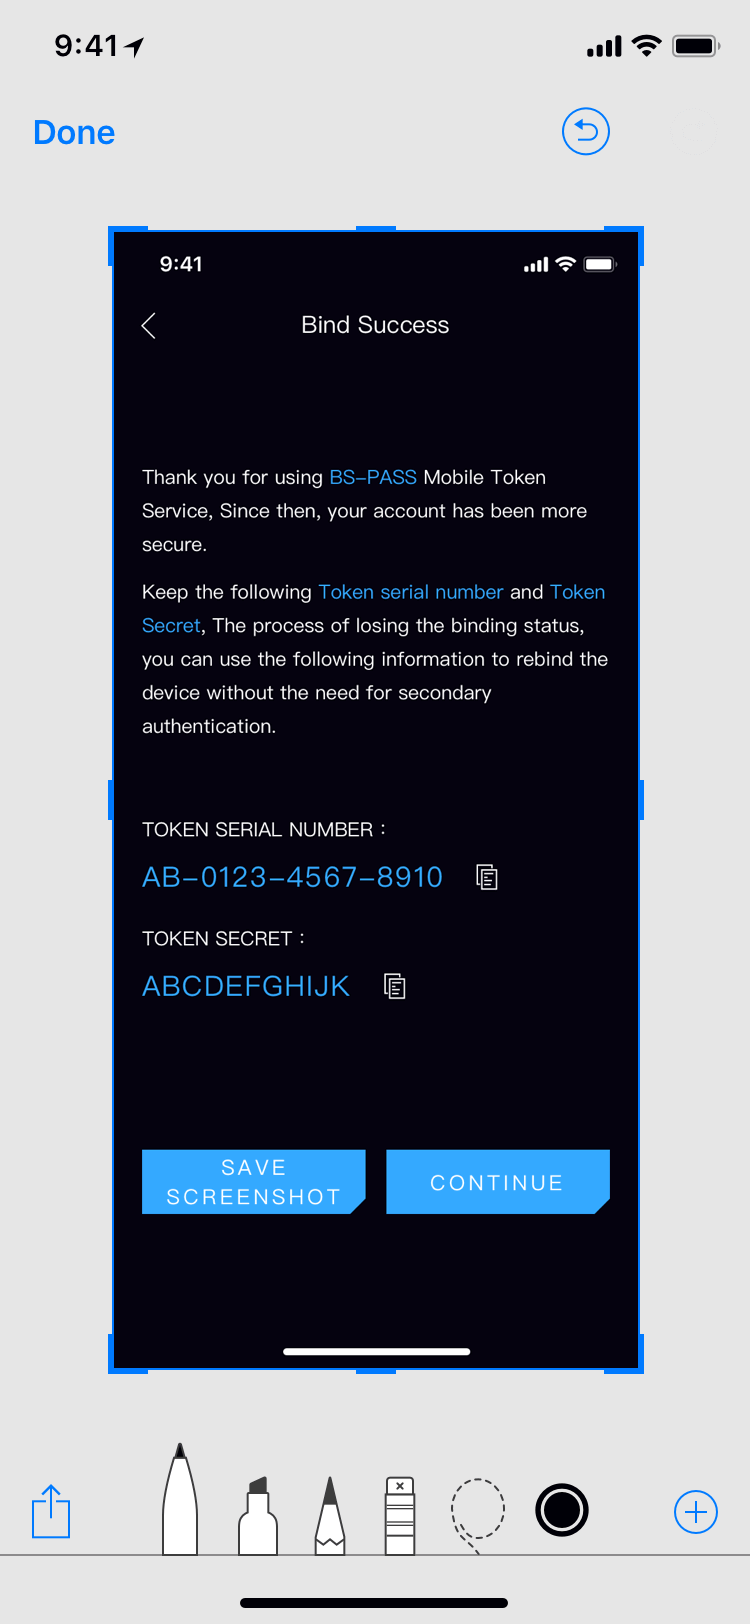 9:41
Done
9:41
Bind Success
Thank you for using BS-PASS Mobile Token
Service, Since then, your account has been more
secure.
Keep the following Token serial number and Token
Secret, The process of losing the binding status,
you can use the following information to rebind the
device without the need for secondary
authentication.
TOKEN SERIAL NUMBER :
AB-0123-4567-8910
TOKEN SECRET :
ABCDEFGHIJK
SAVE
SCREENSHOT
CONTINUE